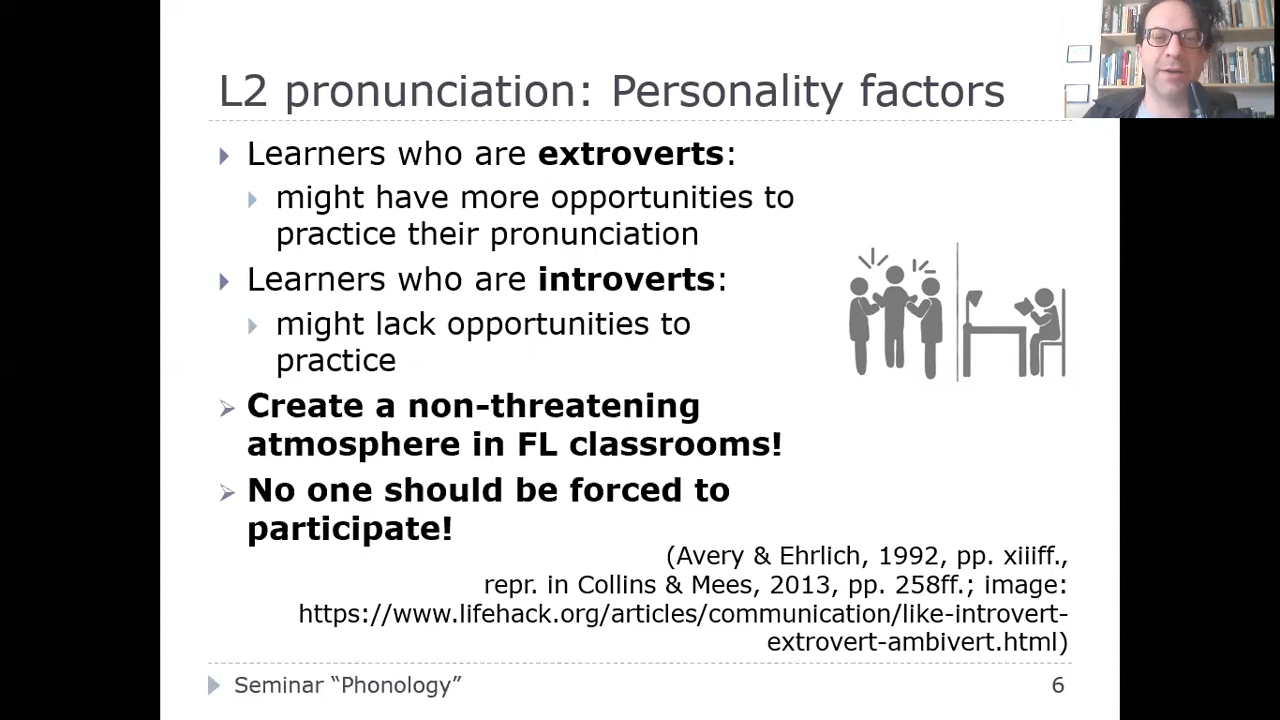 L2 pronunciation: Personality factors
Learners who are extroverts:
might have more opportunities to
practice their pronunciation
Learners who are introverts:
might lack opportunities to
practice
Create a non-threatening
atmosphere in FL classrooms!
No one should be forced to
participate!
(Avery & Ehrlich, 1992, pp. xiiiff.,
repr. in Collins & Mees, 2013, pp. 258ff.; image:
https://www.lifehack.org/articles/communication/like-introvert-
extrovert-ambivert.html)
Seminar “Phonology”
6